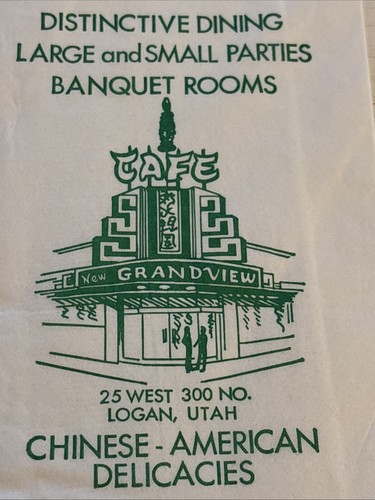 DISTINCTIVE DINING
LARGE and SMALL PARTIES
BANQUET ROOMS
CAFE
New GRANDVIEW
25 WEST 300 NO.
LOGAN, UTAH
CHINESE - AMERICAN
DELICACIES